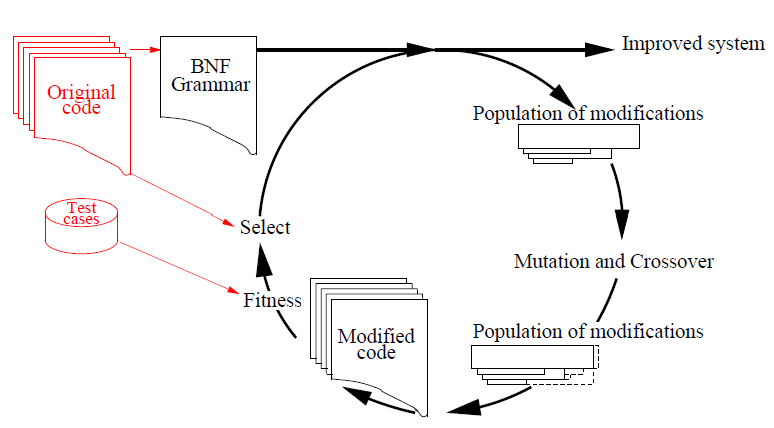 Improved system
BNF
Grammar
Original
code
Population of modifications
Test
cases
Select
Mutation and Crossover
Fitness
Population of modifications
Modified
code